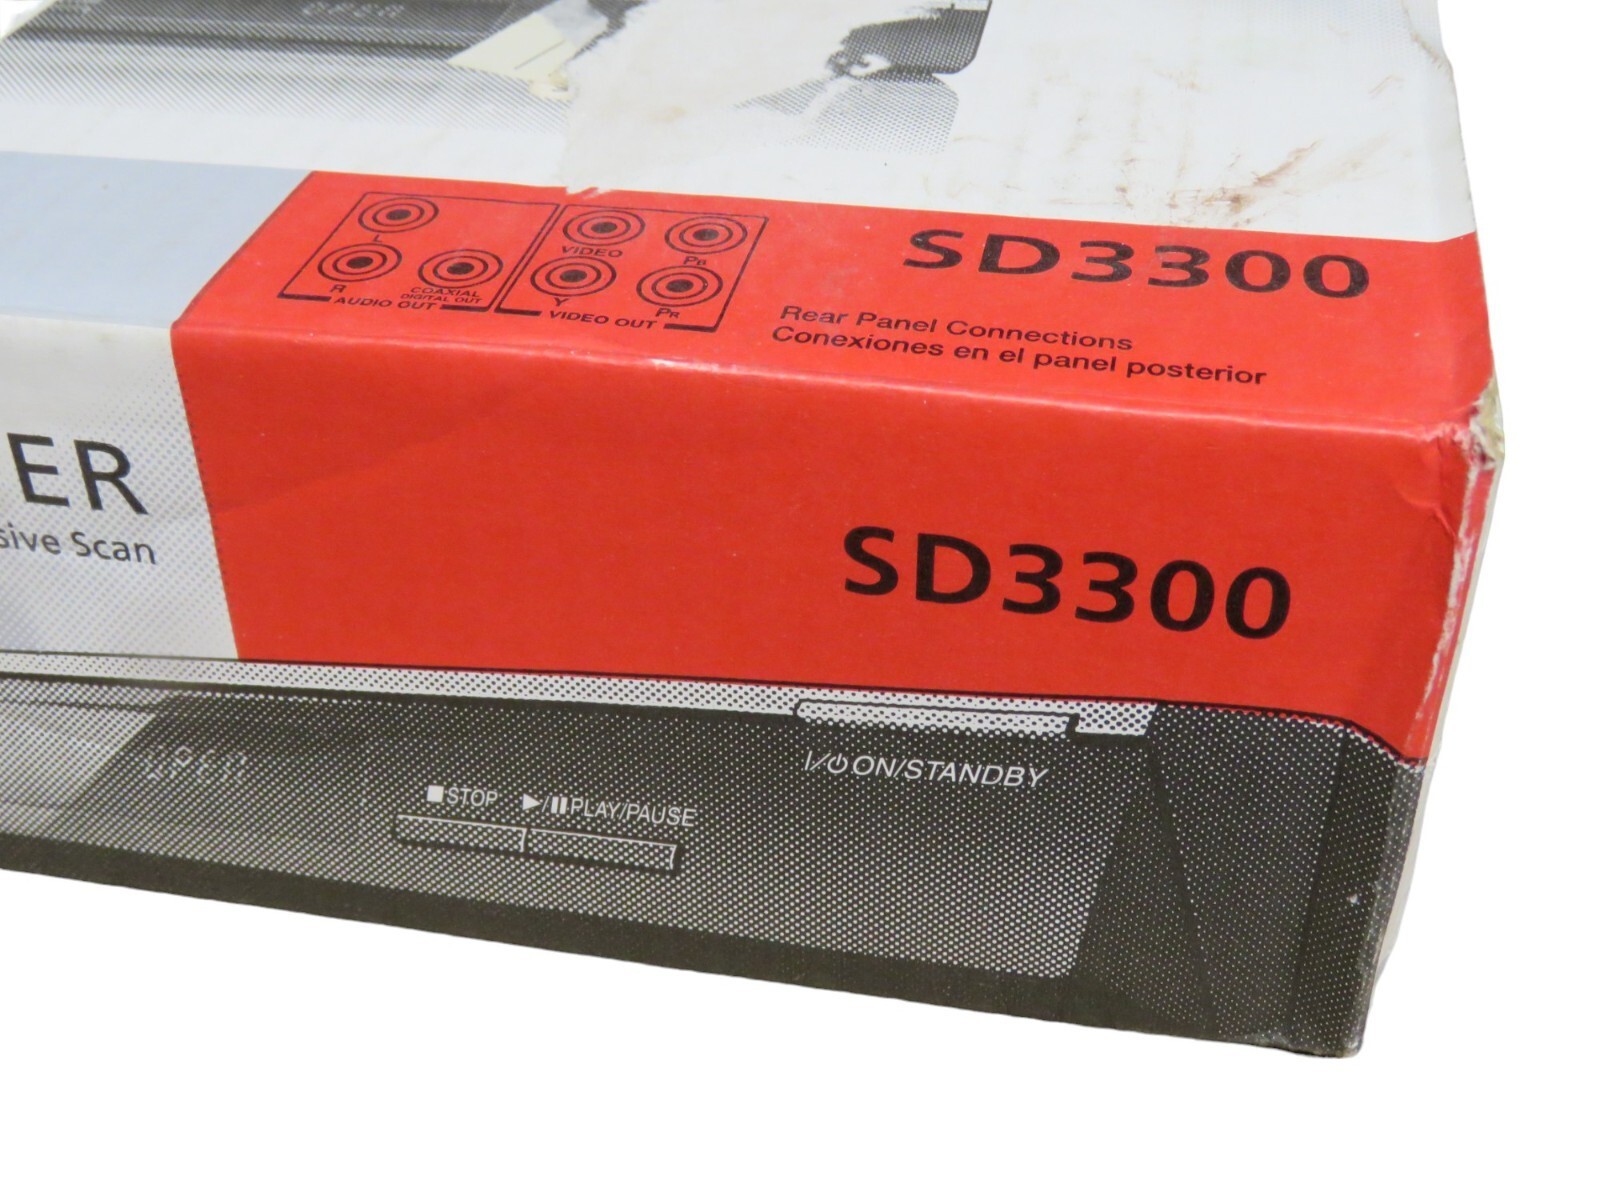 OPEN
L
R
COAXIAL
DIGITAL OUT
AUDIO OUT
VIDEO
PB
Y
PR
VIDEO OUT
SD3300
Rear Panel Connections
Conexiones en el panel posterior
ER
sive Scan
SD3300
I/⏻ ON/STANDBY
■ STOP ▶/❚❚ PLAY/PAUSE